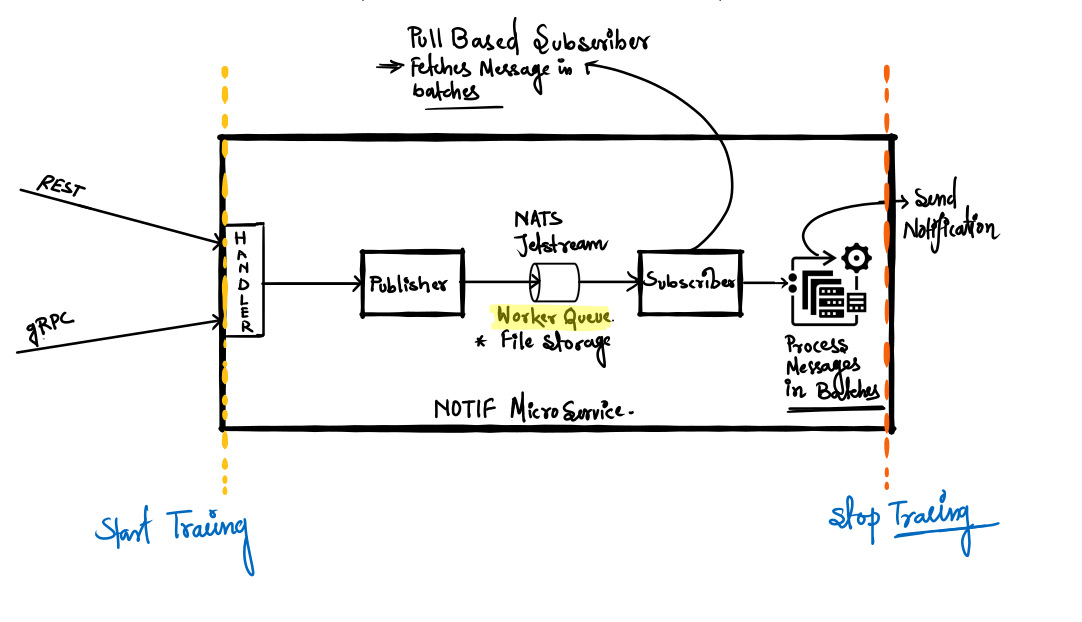 Pull Based Subscriber
→ Fetches Message in
batches
REST
gRPC
HANDLER
Publisher
NATS
Jetstream
Worker Queue.
* File Storage
Subscriber
Send
Notification
Process
Messages
in Batches
NOTIF MicroService.
Start Tracing
Stop Tracing